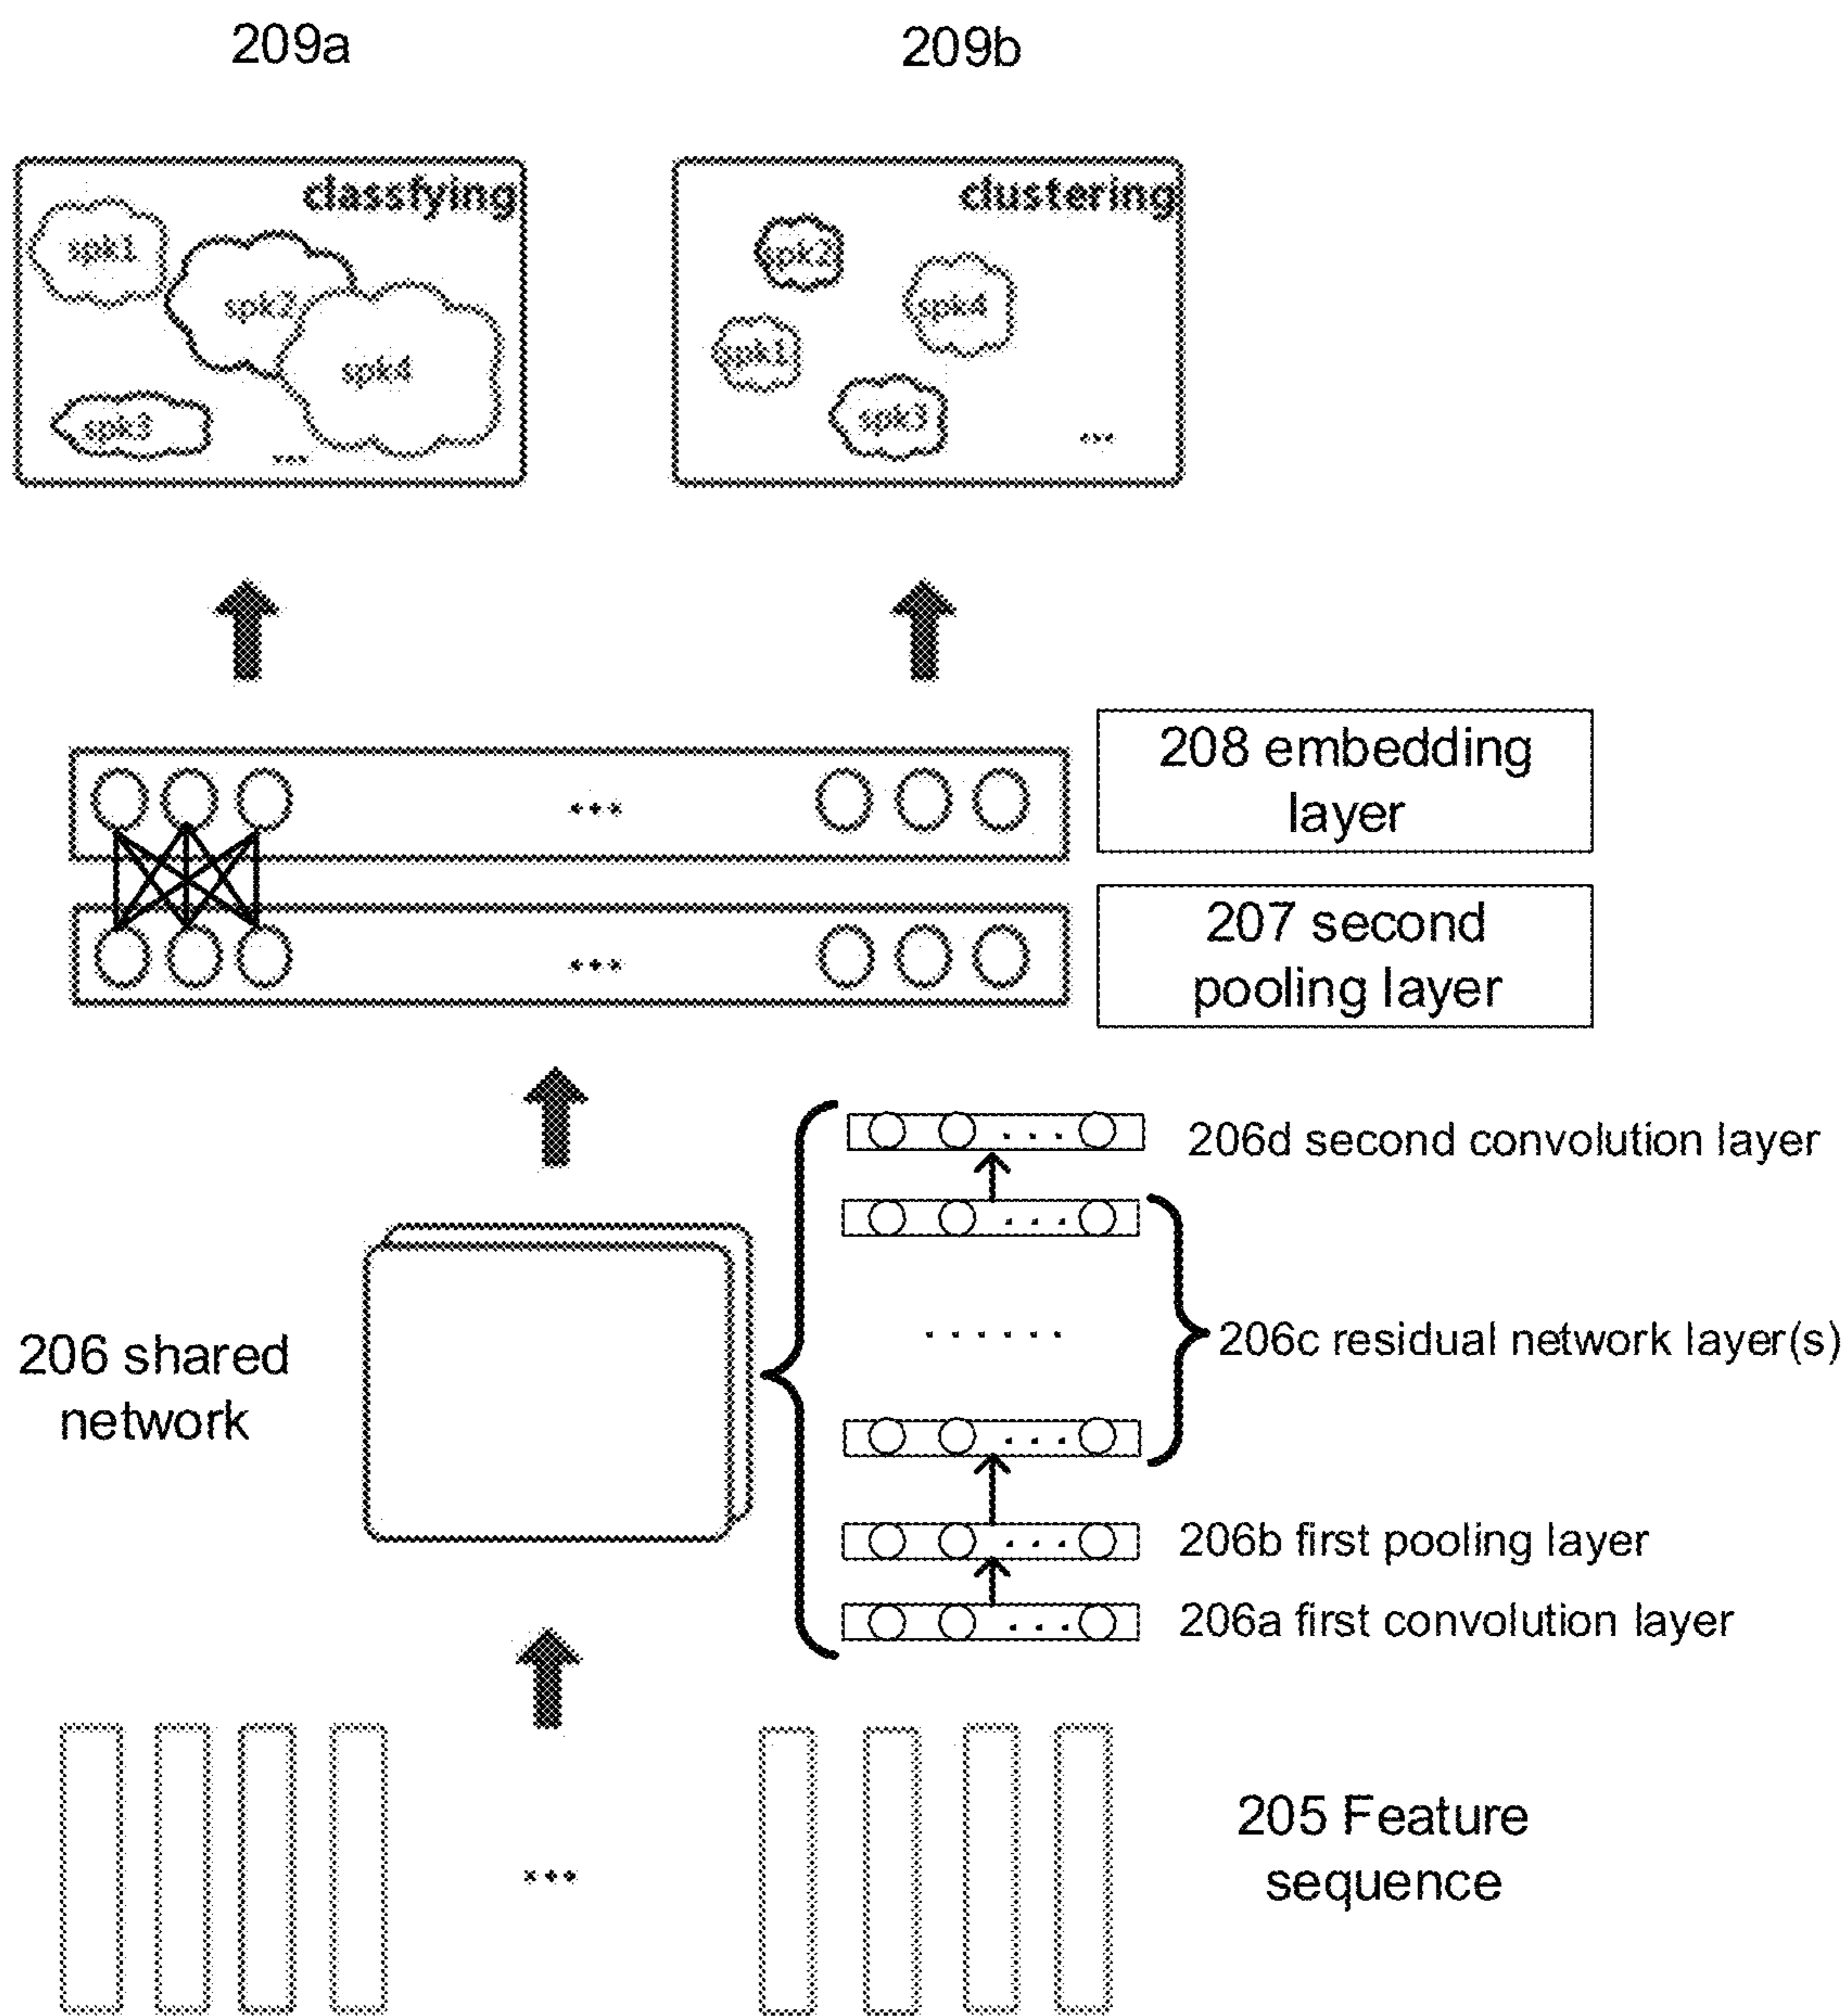 209a
209b
classfying
spk1
spk2
spk4
spk3
...
clustering
spk2
spk4
spk1
spk3
...
208 embedding
layer
...
207 second
pooling layer
...
206d second convolution layer
...
...
......
206c residual network layer(s)
206 shared
network
...
206b first pooling layer
...
206a first convolution layer
...
205 Feature
sequence
...